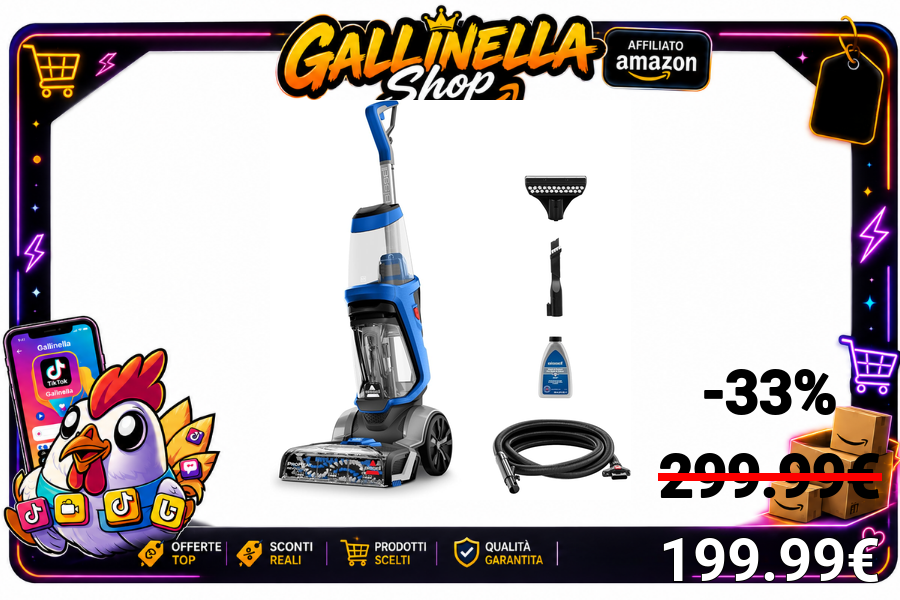 GALLINELLA
Shop
AFFILIATO
amazon
Gallinella
TikTok
Gallinella
-33%
299.99€
199.99€
OFFERTE
TOP
SCONTI
REALI
PRODOTTI
SCELTI
QUALITÀ
GARANTITA